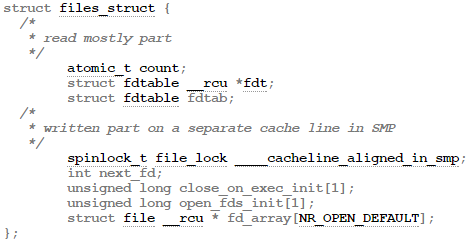 struct files_struct {
/*
* read mostly part
*/
atomic_t count;
struct fdtable __rcu *fdt;
struct fdtable fdtab;
/*
* written part on a separate cache line in SMP
*/
spinlock_t file_lock ____cacheline_aligned_in_smp;
int next_fd;
unsigned long close_on_exec_init[1];
unsigned long open_fds_init[1];
struct file __rcu * fd_array[NR_OPEN_DEFAULT];
};